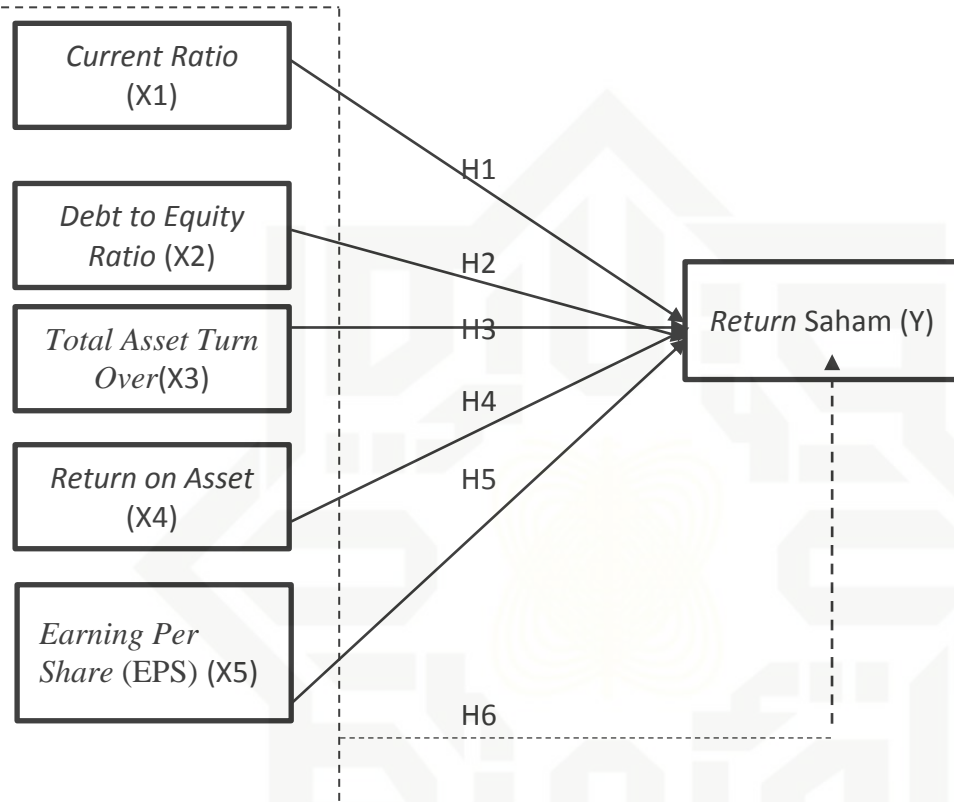 Current Ratio
(X1)
H1
Debt to Equity
Ratio (X2)
H2
Total Asset Turn
Over(X3)
H3
Return Saham (Y)
H4
Return on Asset
(X4)
H5
Earning Per
Share (EPS) (X5)
H6